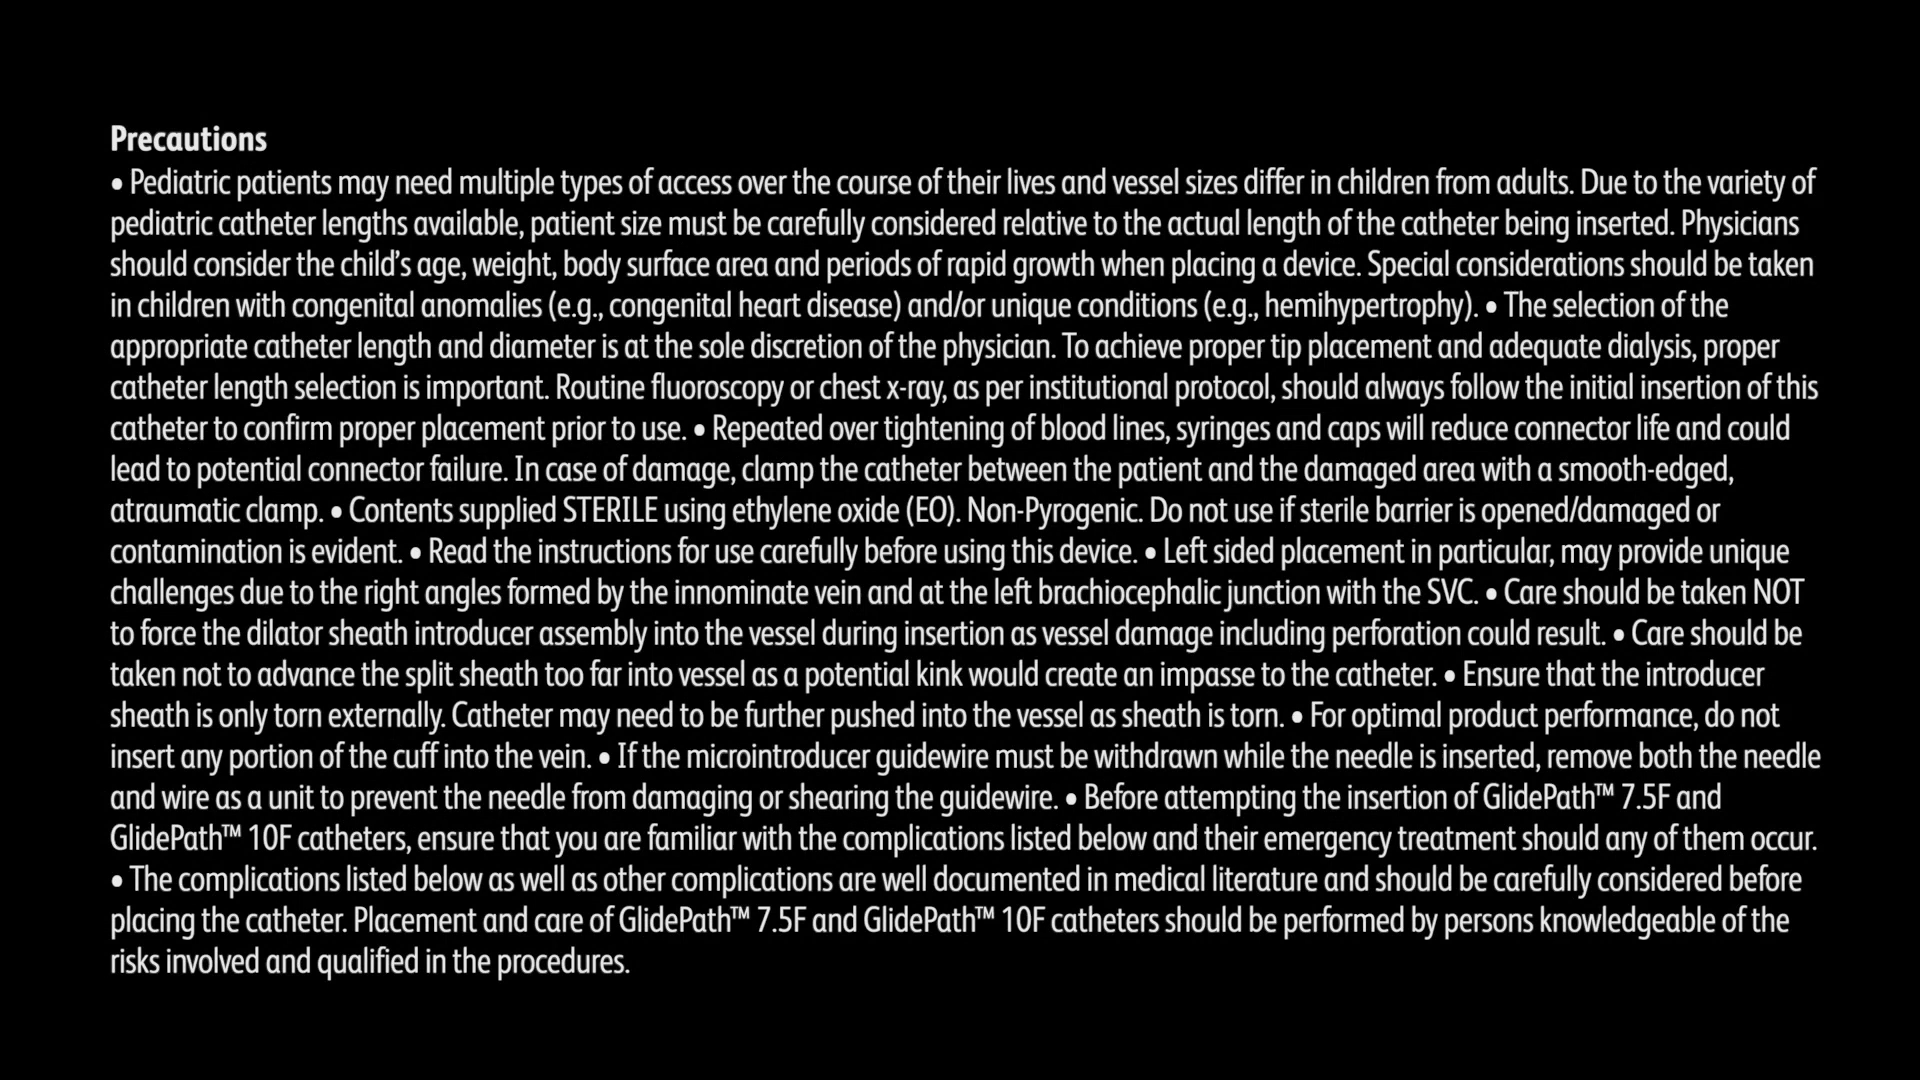 Precautions
• Pediatric patients may need multiple types of access over the course of their lives and vessel sizes differ in children from adults. Due to the variety of
pediatric catheter lengths available, patient size must be carefully considered relative to the actual length of the catheter being inserted. Physicians
should consider the child’s age, weight, body surface area and periods of rapid growth when placing a device. Special considerations should be taken
in children with congenital anomalies (e.g., congenital heart disease) and/or unique conditions (e.g., hemihypertrophy). • The selection of the
appropriate catheter length and diameter is at the sole discretion of the physician. To achieve proper tip placement and adequate dialysis, proper
catheter length selection is important. Routine fluoroscopy or chest x-ray, as per institutional protocol, should always follow the initial insertion of this
catheter to confirm proper placement prior to use. • Repeated over tightening of blood lines, syringes and caps will reduce connector life and could
lead to potential connector failure. In case of damage, clamp the catheter between the patient and the damaged area with a smooth-edged,
atraumatic clamp. • Contents supplied STERILE using ethylene oxide (EO). Non-Pyrogenic. Do not use if sterile barrier is opened/damaged or
contamination is evident. • Read the instructions for use carefully before using this device. • Left sided placement in particular, may provide unique
challenges due to the right angles formed by the innominate vein and at the left brachiocephalic junction with the SVC. • Care should be taken NOT
to force the dilator sheath introducer assembly into the vessel during insertion as vessel damage including perforation could result. • Care should be
taken not to advance the split sheath too far into vessel as a potential kink would create an impasse to the catheter. • Ensure that the introducer
sheath is only torn externally. Catheter may need to be further pushed into the vessel as sheath is torn. • For optimal product performance, do not
insert any portion of the cuff into the vein. • If the microintroducer guidewire must be withdrawn while the needle is inserted, remove both the needle
and wire as a unit to prevent the needle from damaging or shearing the guidewire. • Before attempting the insertion of GlidePath™ 7.5F and
GlidePath™ 10F catheters, ensure that you are familiar with the complications listed below and their emergency treatment should any of them occur.
• The complications listed below as well as other complications are well documented in medical literature and should be carefully considered before
placing the catheter. Placement and care of GlidePath™ 7.5F and GlidePath™ 10F catheters should be performed by persons knowledgeable of the
risks involved and qualified in the procedures.